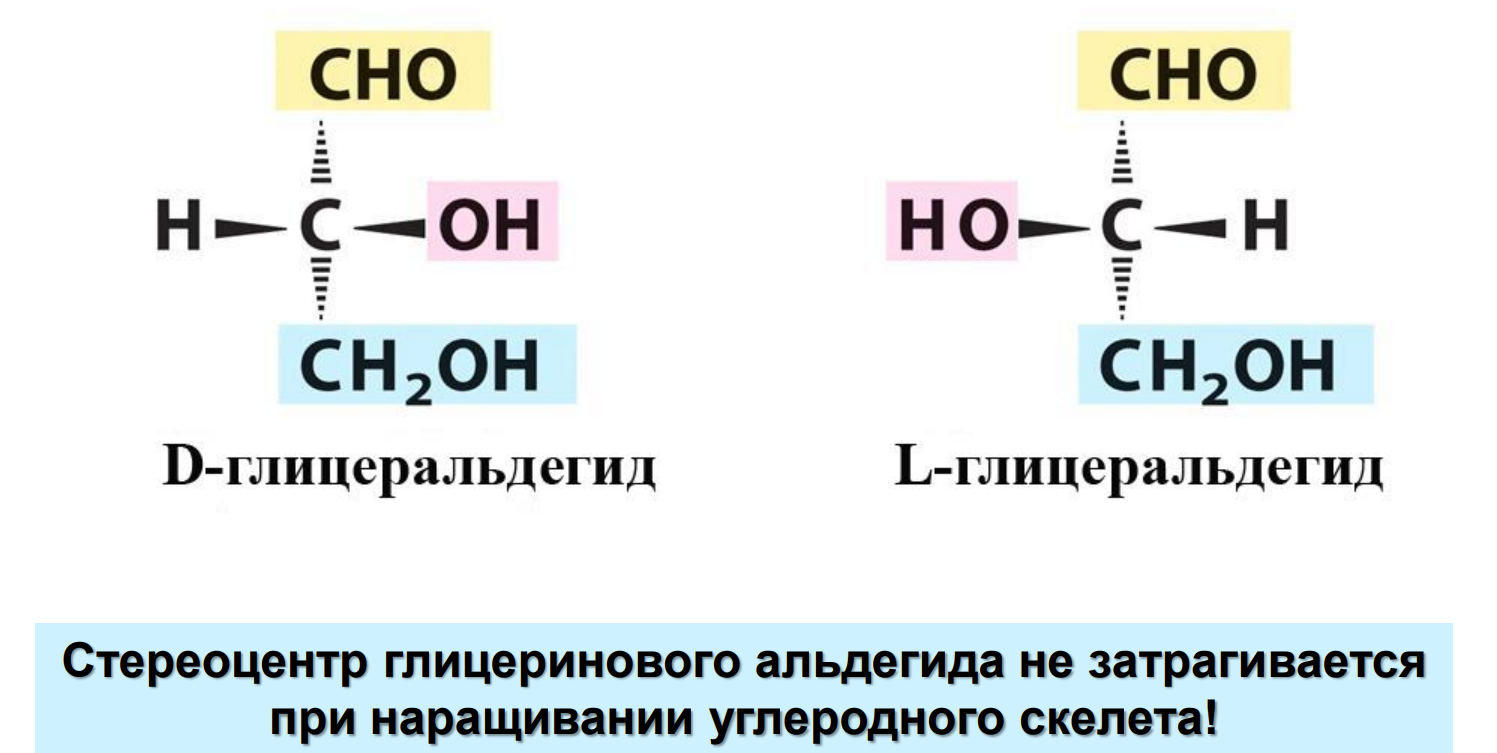 CHO CHO
H C OH HO C H
CH₂OH CH₂OH
D-глицеральдегид L-глицеральдегид
Стереоцентр глицеринового альдегида не затрагивается
при наращивании углеродного скелета!